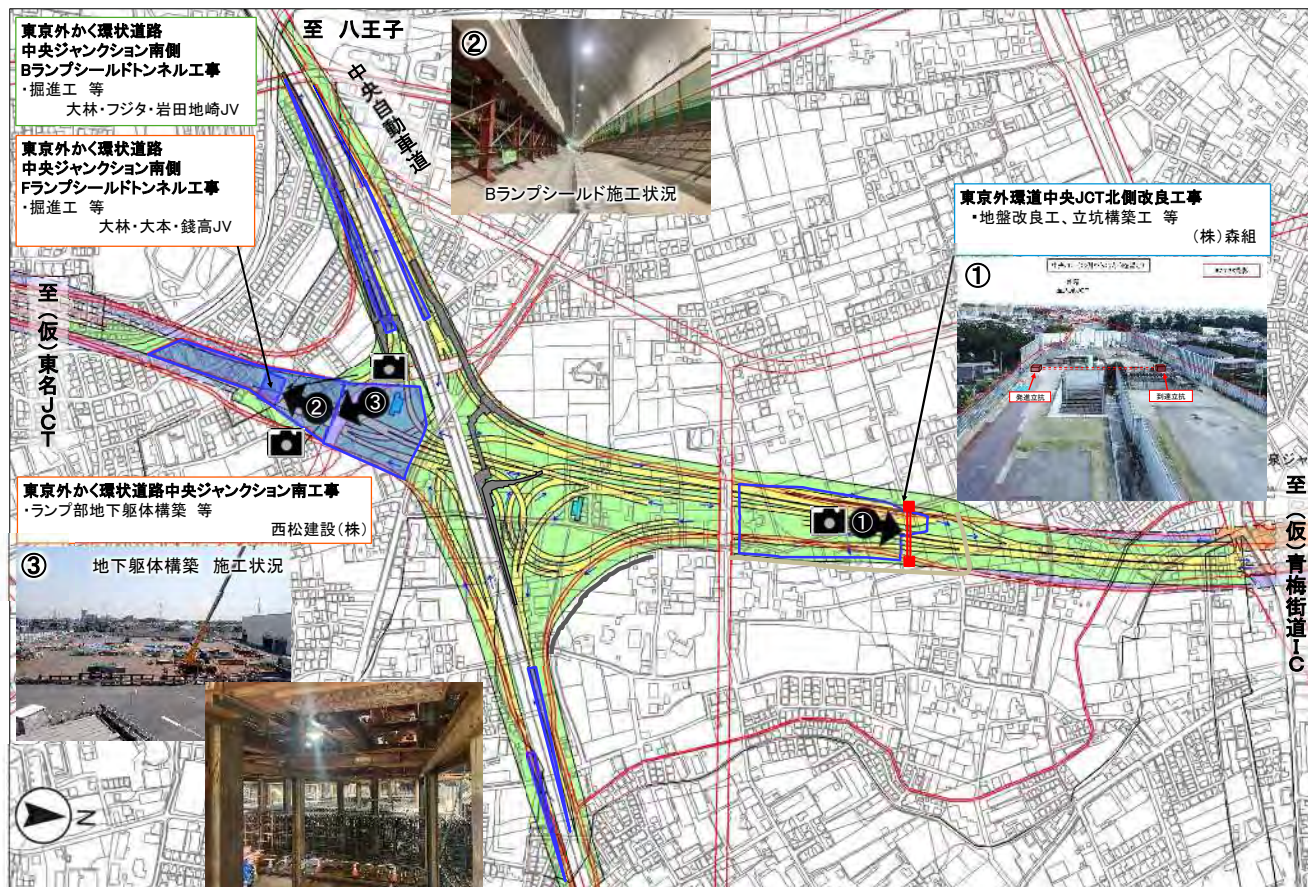 東京外かく環状道路
中央ジャンクション南側
Bランプシールドトンネル工事
・掘進工 等
大林・フジタ・岩田地崎JV
東京外かく環状道路
中央ジャンクション南側
Fランプシールドトンネル工事
・掘進工 等
大林・大本・錢高JV
至 八王子
中央自動車道
②
Bランプシールド施工状況
東京外環道中央JCT北側改良工事
・地盤改良工、立坑構築工 等
(株)森組
①
発進立坑
到達立坑
至(仮)東名JCT
②
③
①
至(仮)青梅街道IC
東京外かく環状道路中央ジャンクション南工事
・ランプ部地下躯体構築 等
西松建設(株)
③
地下躯体構築 施工状況
N